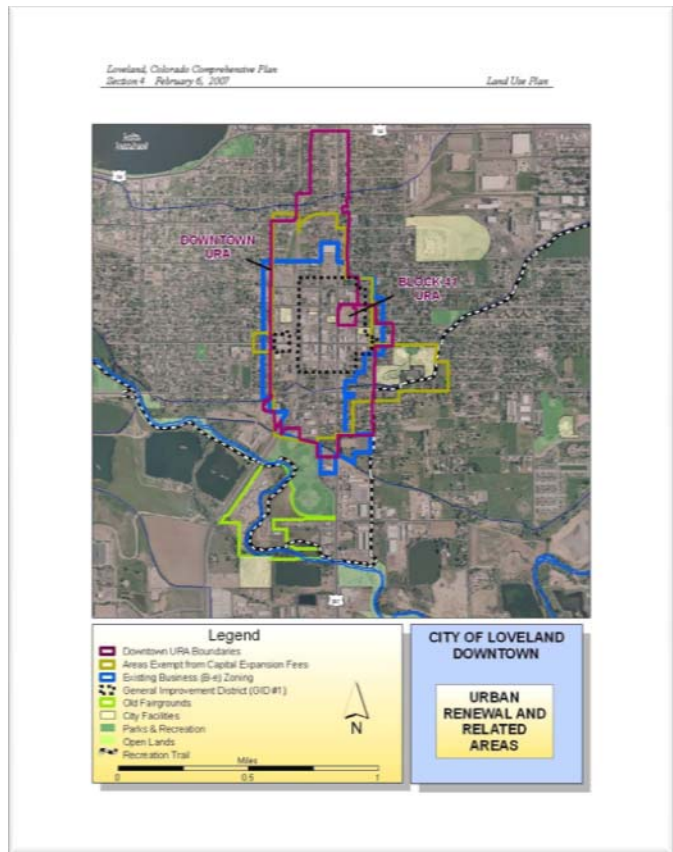 Loveland, Colorado Comprehensive Plan
Section 4 February 6, 2007
Land Use Plan
DOWNTOWN
URA
BLOCK 41
URA
Legend
Downtown URA Boundaries
Areas Exempt from Capital Expansion Fees
Existing Business (B-e) Zoning
General Improvement District (GID #1)
Old Fairgrounds
City Facilities
Parks & Recreation
Open Lands
Recreation Trail
N
Miles
0 0.5 1
CITY OF LOVELAND
DOWNTOWN
URBAN
RENEWAL AND
RELATED
AREAS